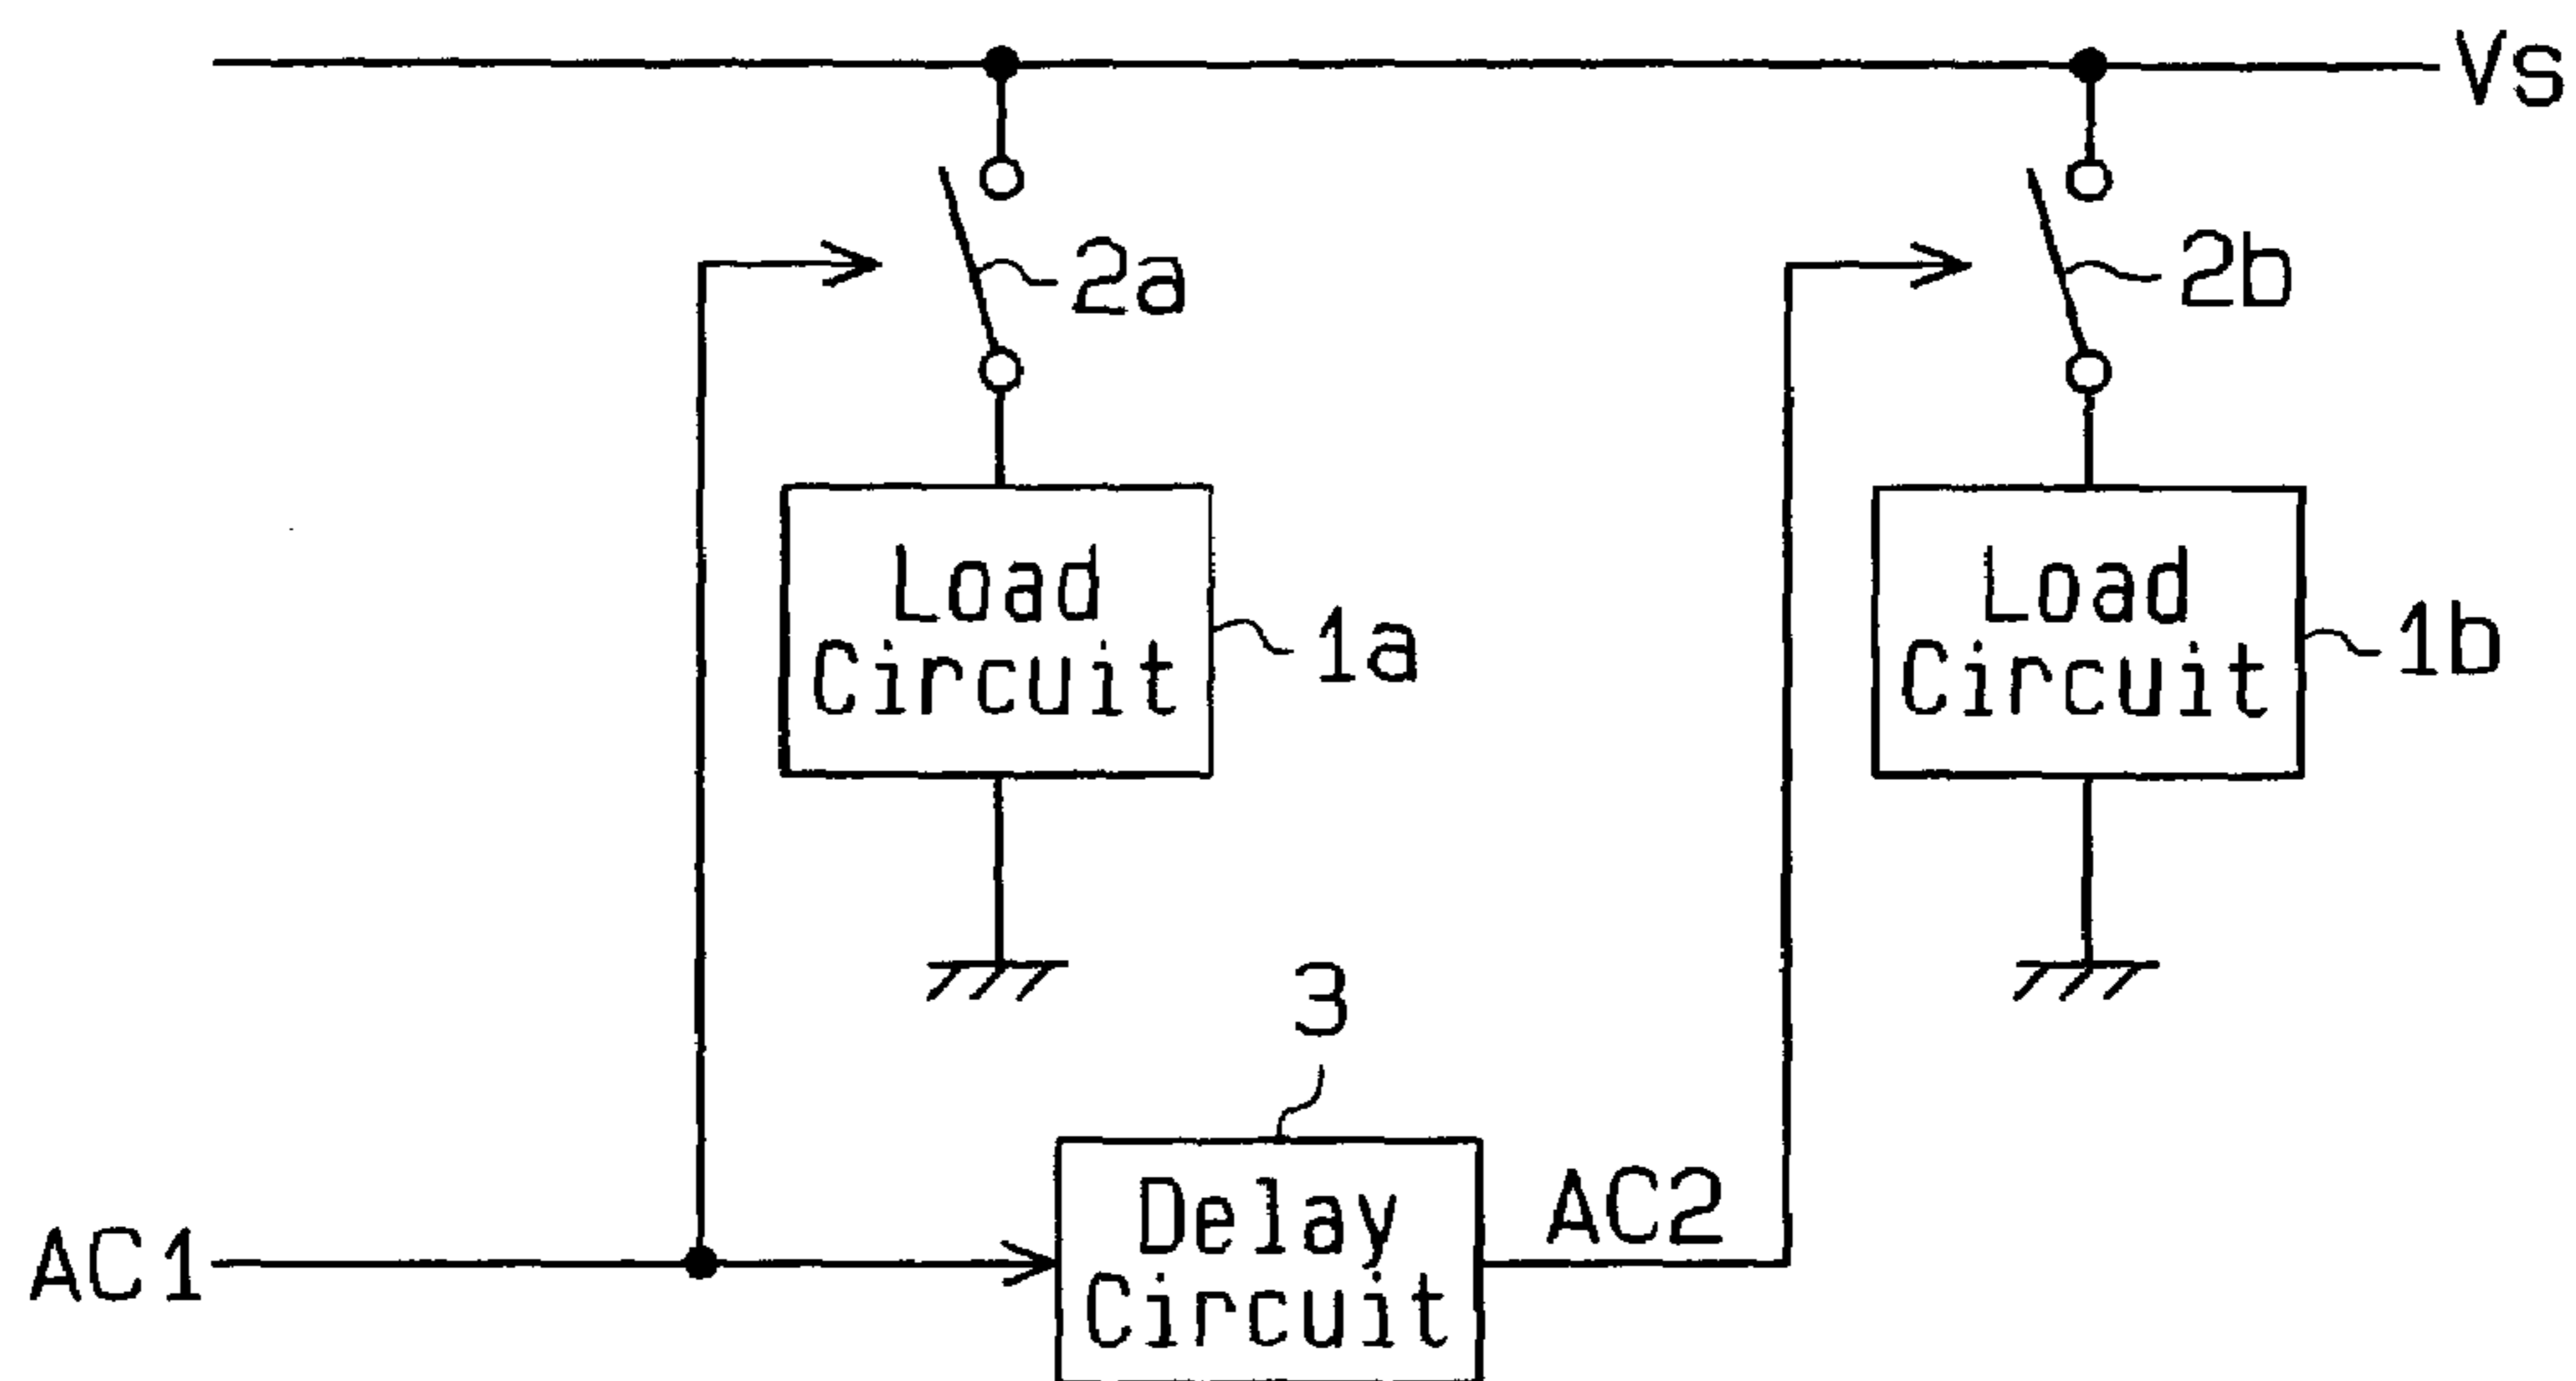 Vs
2a
2b
Load
Circuit
1a
Load
Circuit
1b
3
AC1
Delay
Circuit
AC2